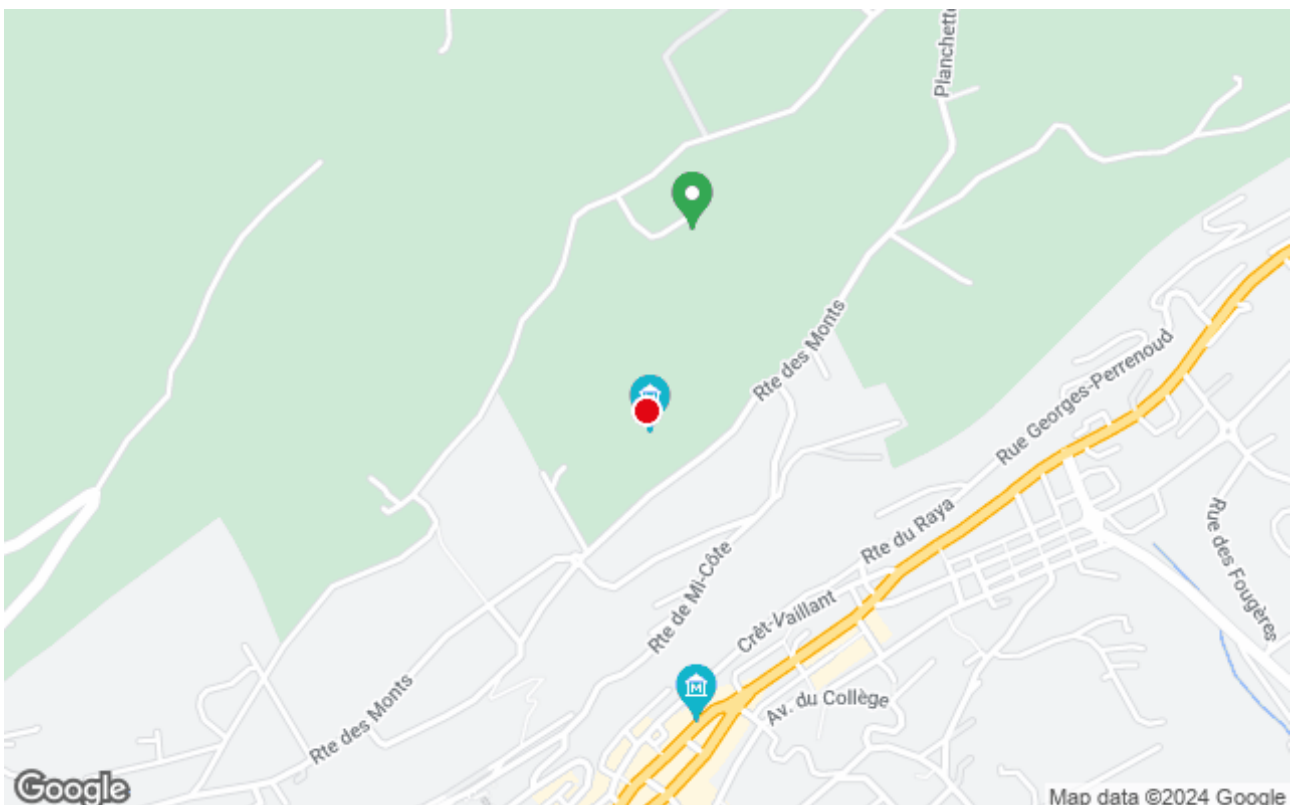 Planchette
Rte des Monts
Rue Georges-Perrenoud
Rte du Raya
Rue des Fougères
Rte de Mi-Côte
Crêt-Vaillant
M
Av. du Collège
Rte des Monts
Google
Map data ©2024 Google